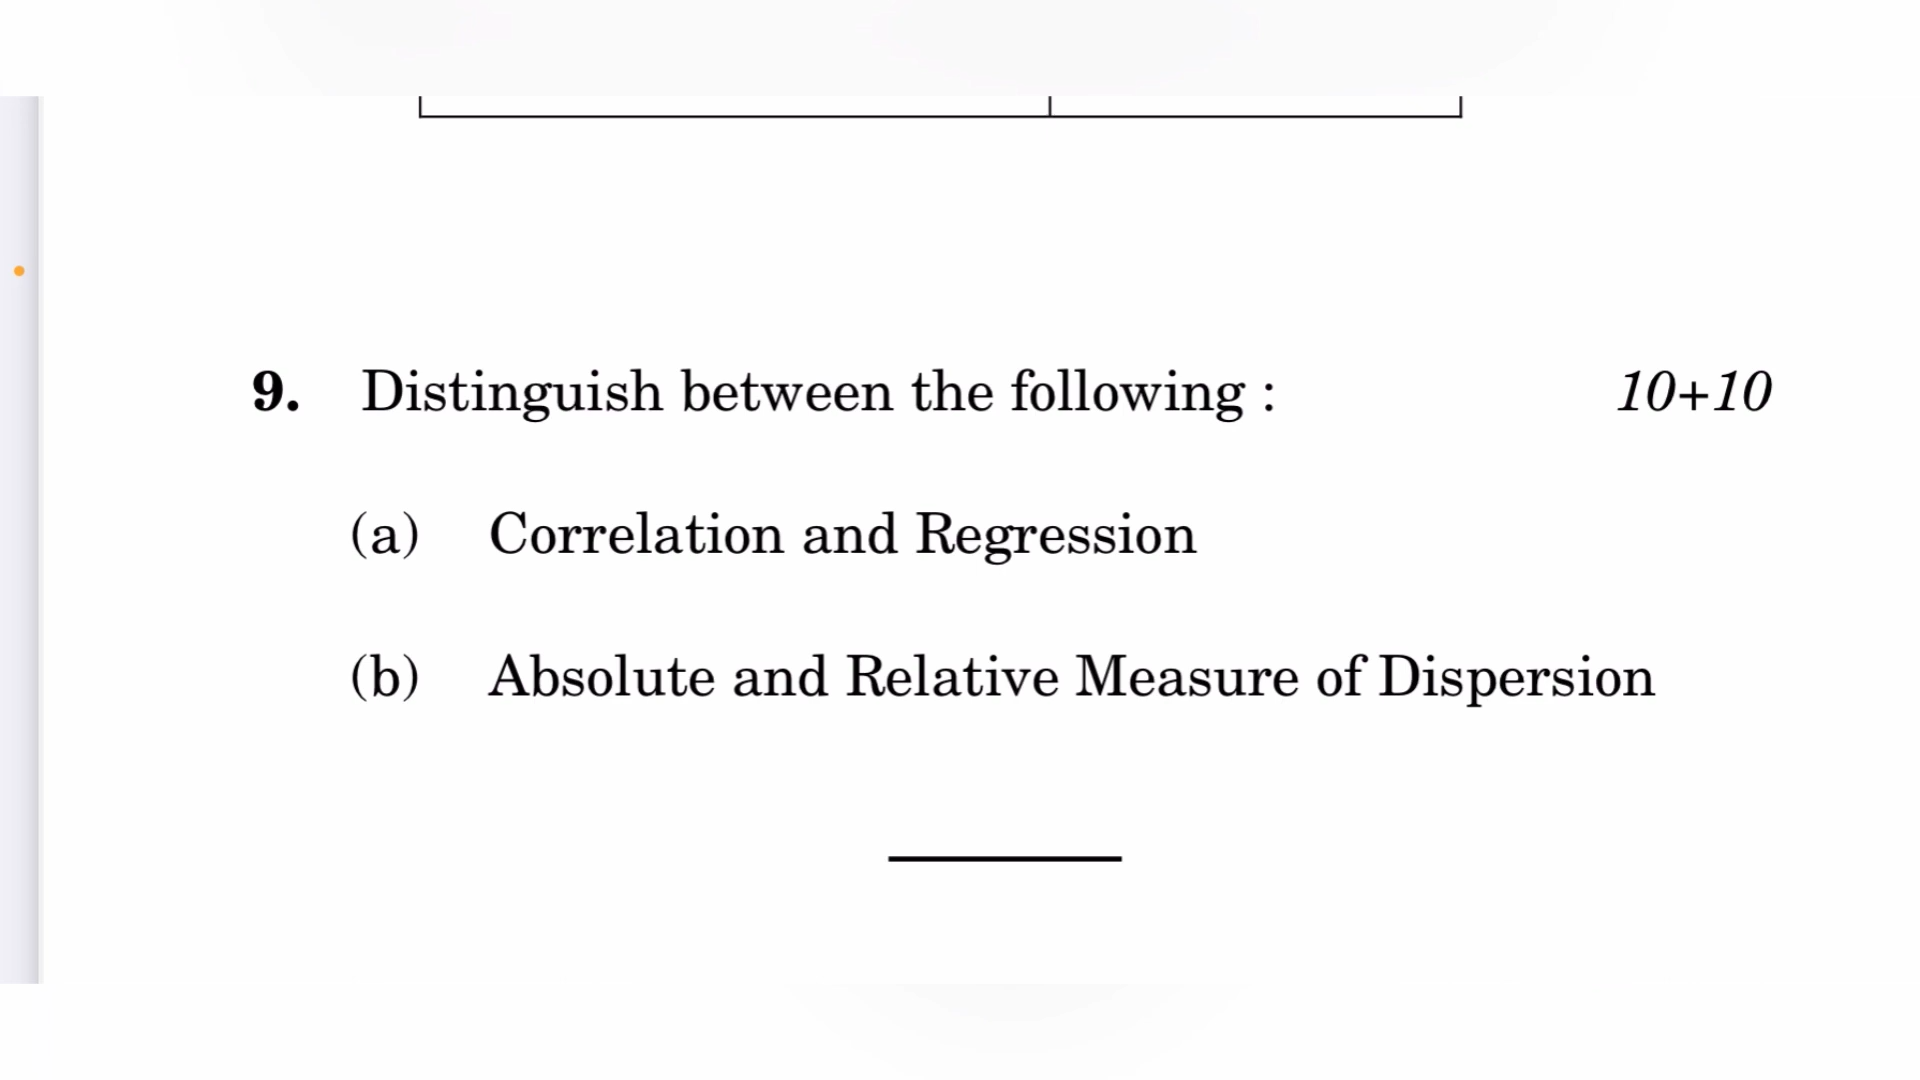 9. Distinguish between the following : 10+10
(a) Correlation and Regression
(b) Absolute and Relative Measure of Dispersion